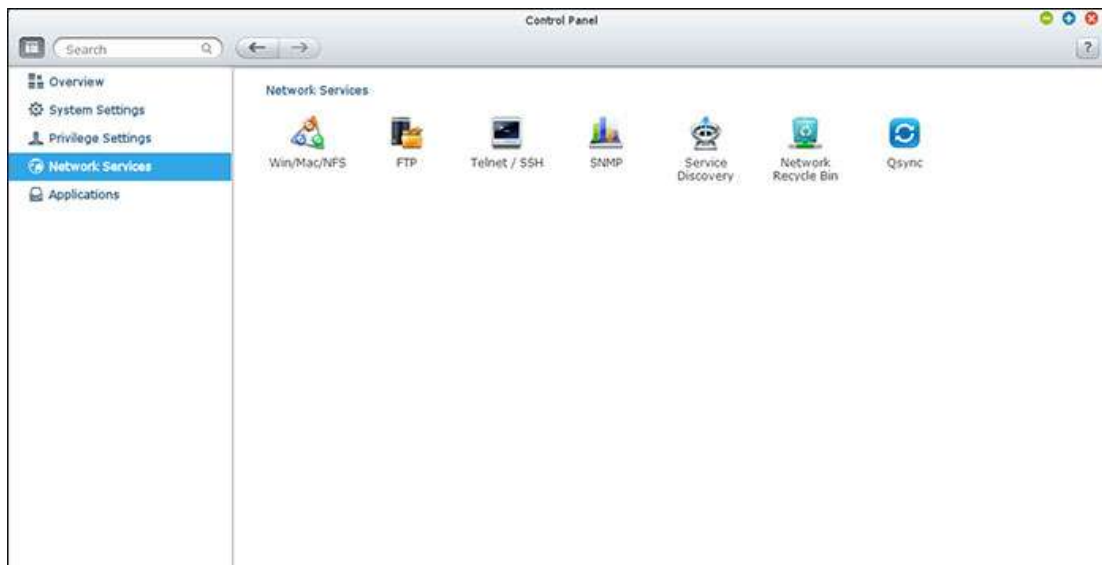 Control Panel
Search
?
Overview
System Settings
Privilege Settings
Network Services
Applications
Network Services
Win/Mac/NFS
FTP
Telnet / SSH
SNMP
Service
Discovery
Network
Recycle Bin
Qsync